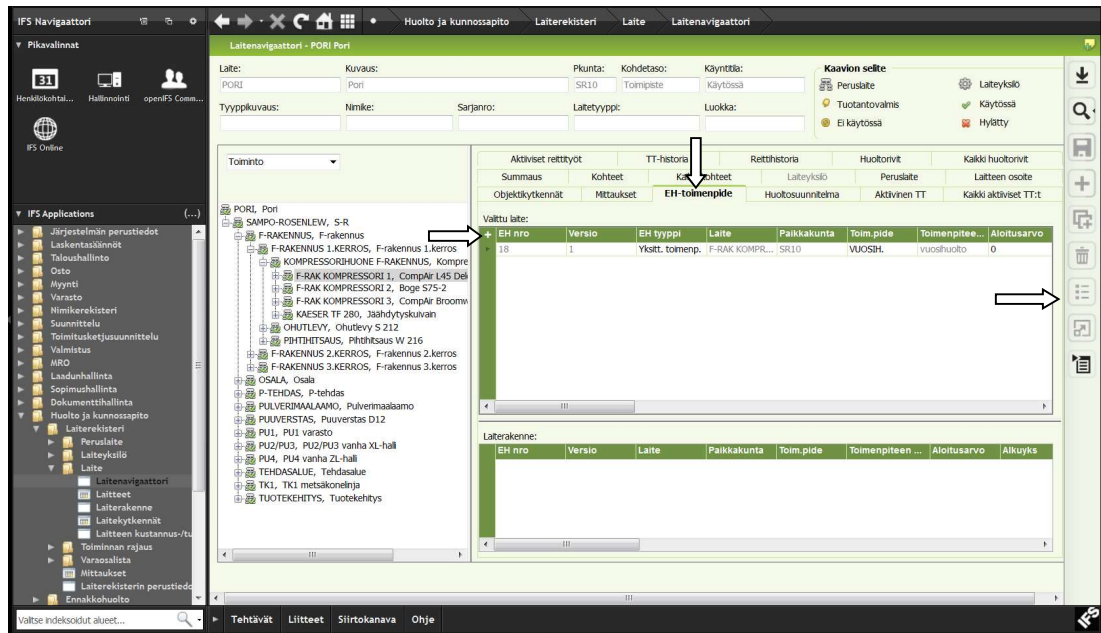 IFS Navigaattori
Huolto ja kunnossapito Laiterekisteri Laite Laitenavigaattori
Pikavalinnat
31
Henkilökohtal... Hallinnointi openIFS Comm...
IFS Online
IFS Applications (...)
Järjestelmän perustiedot
Laskentasäännöt
Taloushallinto
Osto
Myynti
Varasto
Nimikerekisteri
Suunnittelu
Toimitusketjusuunnittelu
Valmistus
MRO
Laadunhallinta
Sopimushallinta
Dokumenttihallinta
Huolto ja kunnossapito
Laiterekisteri
Peruslaite
Laiteyksilö
Laite
Laitenavigaattori
Laitteet
Laiterakenne
Laitekytkennät
Laitteen kustannus-/tu
Toiminnan rajaus
Varaosalista
Mittaukset
Laiterekisterin perustiedo
Ennakkohuolto
Valitse indeksoidut alueet...
Laitenavigaattori - PORI Pori
Laite: Kuvaus: Pkunta: Kohdetaso: Käyntitila:
PORI Pori SR10 Toimipiste Käytössä
Tyyppikuvaus: Nimike: Sarjanro: Laitetyyppi: Luokka:
Kaavion selite
Peruslaite Laiteyksilö
Tuotantovalmis Käytössä
Ei käytössä Hylätty
Toiminto
PORI, Pori
SAMPO-ROSENLEW, S-R
F-RAKENNUS, F-rakennus
F-RAKENNUS 1.KERROS, F-rakennus 1.kerros
KOMPRESSORIHUONE F-RAKENNUS, Kompre
F-RAK KOMPRESSORI 1, CompAir L45 Del
F-RAK KOMPRESSORI 2, Boge S75-2
F-RAK KOMPRESSORI 3, CompAir Broomw
KAESER TF 280, Jäähdytyskuivain
OHUTLEVY, Ohutlevy S 212
PIHTIHITSAUS, Pihtihitsaus W 216
F-RAKENNUS 2.KERROS, F-rakennus 2.kerros
F-RAKENNUS 3.KERROS, F-rakennus 3.kerros
OSALA, Osala
P-TEHDAS, P-tehdas
PULVERIMAALAAMO, Pulverimaalaamo
PUUVERSTAS, Puuverstas D12
PU1, PU1 varasto
PU2/PU3, PU2/PU3 vanha XL-halli
PU4, PU4 vanha ZL-halli
TEHDASALUE, Tehdasalue
TK1, TK1 metsäkonelinja
TUOTEKEHITYS, Tuotekehitys
Aktiiviset reittityöt TT-historia Reittihistoria Huoltorivit Kaikki huoltorivit
Summaus Kohteet Laiteyksilö Peruslaite Laitteen osoite
Objektikytkennät Mittaukset EH-toimenpide Huoltosuunnitelma Aktiivinen TT Kaikki aktiiviset TT:t
Valittu laite:
EH nro Versio EH tyyppi Laite Paikkakunta Toim.pide Toimenpitee... Aloitusarvo
18 1 Yksitt. toimenp. F-RAK KOMPR... SR10 VUOSIH. vuosihuolto 0
Laiterakenne:
EH nro Versio Laite Paikkakunta Toim.pide Toimenpiteen ... Aloitusarvo Alkuyks
Tehtävät Liitteet Siirtokanava Ohje
IFS